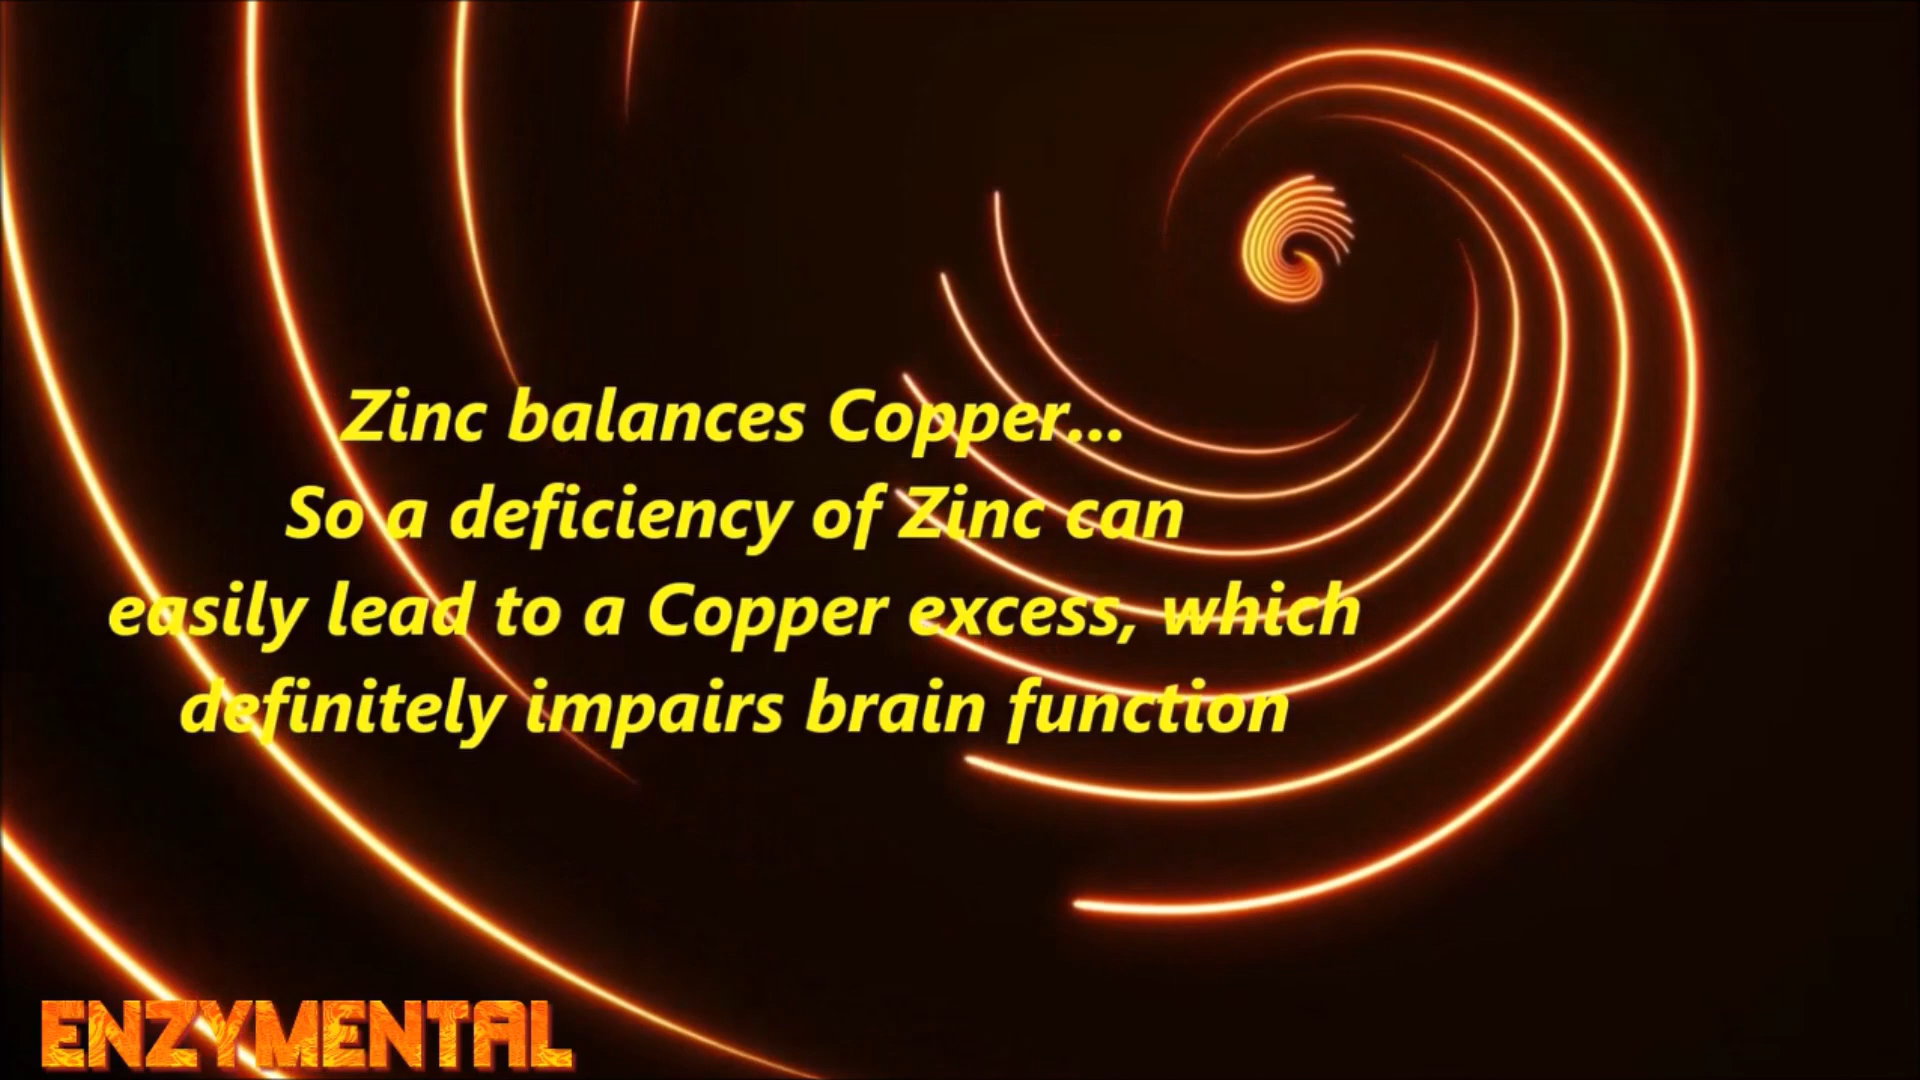 Zinc balances Copper...
So a deficiency of Zinc can
easily lead to a Copper excess, which
definitely impairs brain function
ENZYMENTAL